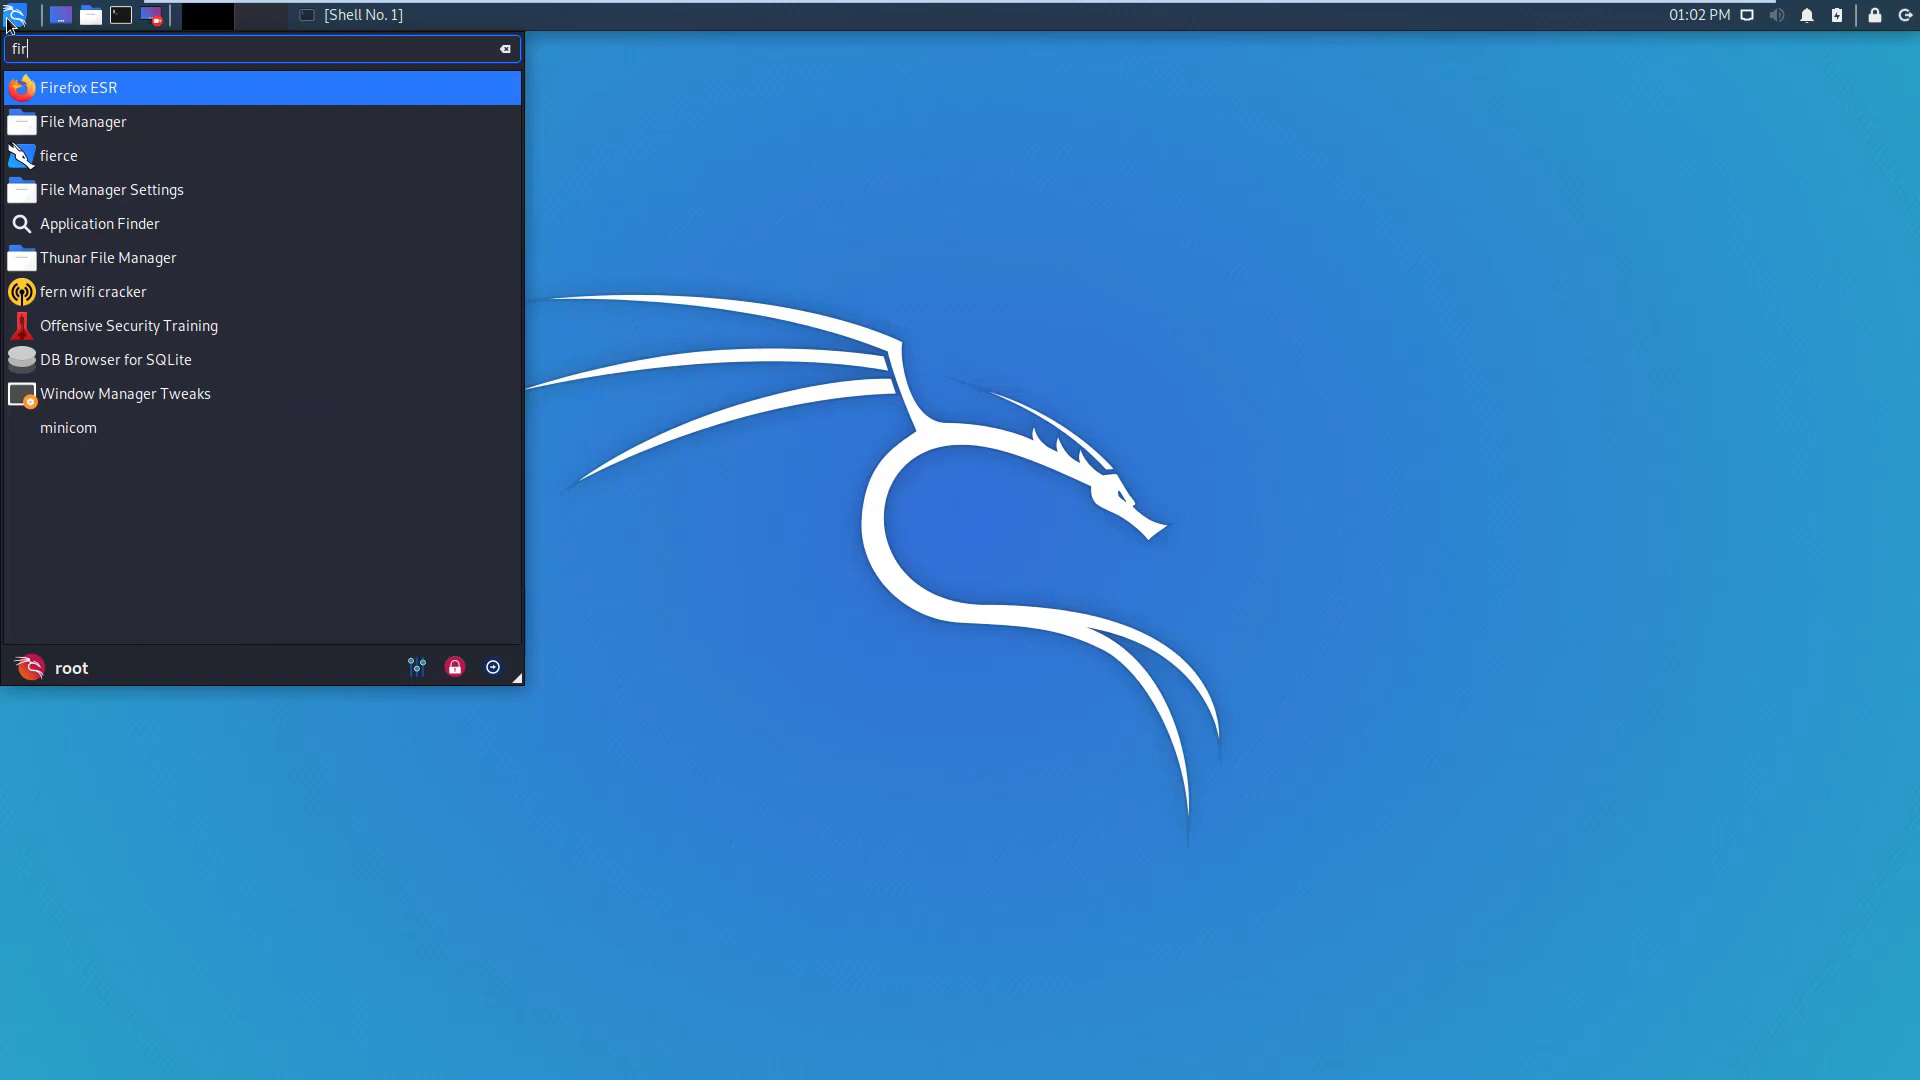 [Shell No. 1]
01:02 PM
fir
Firefox ESR
File Manager
fierce
File Manager Settings
Application Finder
Thunar File Manager
fern wifi cracker
Offensive Security Training
DB Browser for SQLite
Window Manager Tweaks
minicom
root